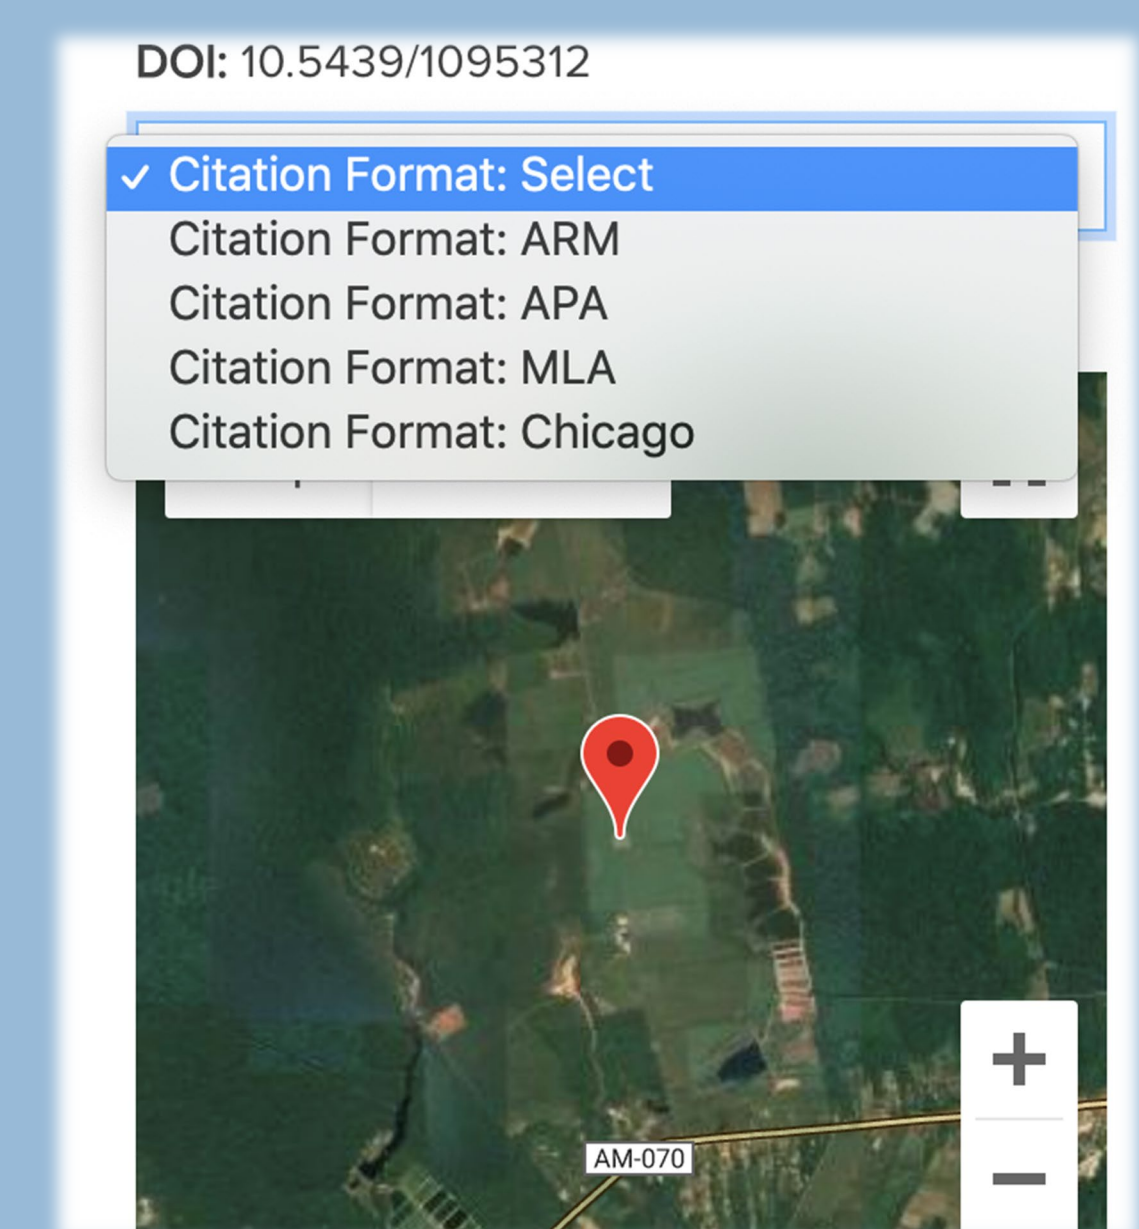 DOI: 10.5439/1095312
✓ Citation Format: Select
Citation Format: ARM
Citation Format: APA
Citation Format: MLA
Citation Format: Chicago
+
AM-070
−